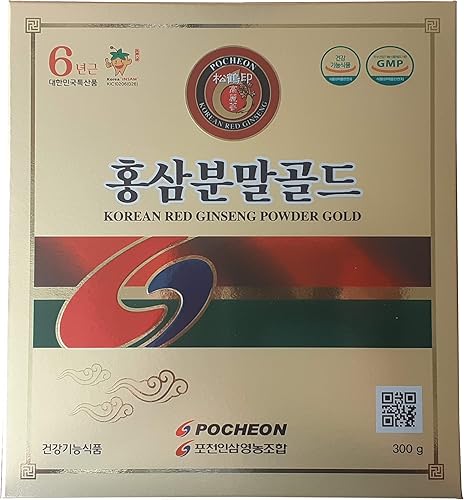 6년근
대한민국특산품
Korea INSAM
POCHEON
松鶴印
高麗蔘
KOREAN RED GINSENG
건강
기능식품
GMP
홍삼분말골드
KOREAN RED GINSENG POWDER GOLD
POCHEON
포천인삼영농조합
건강기능식품
300 g